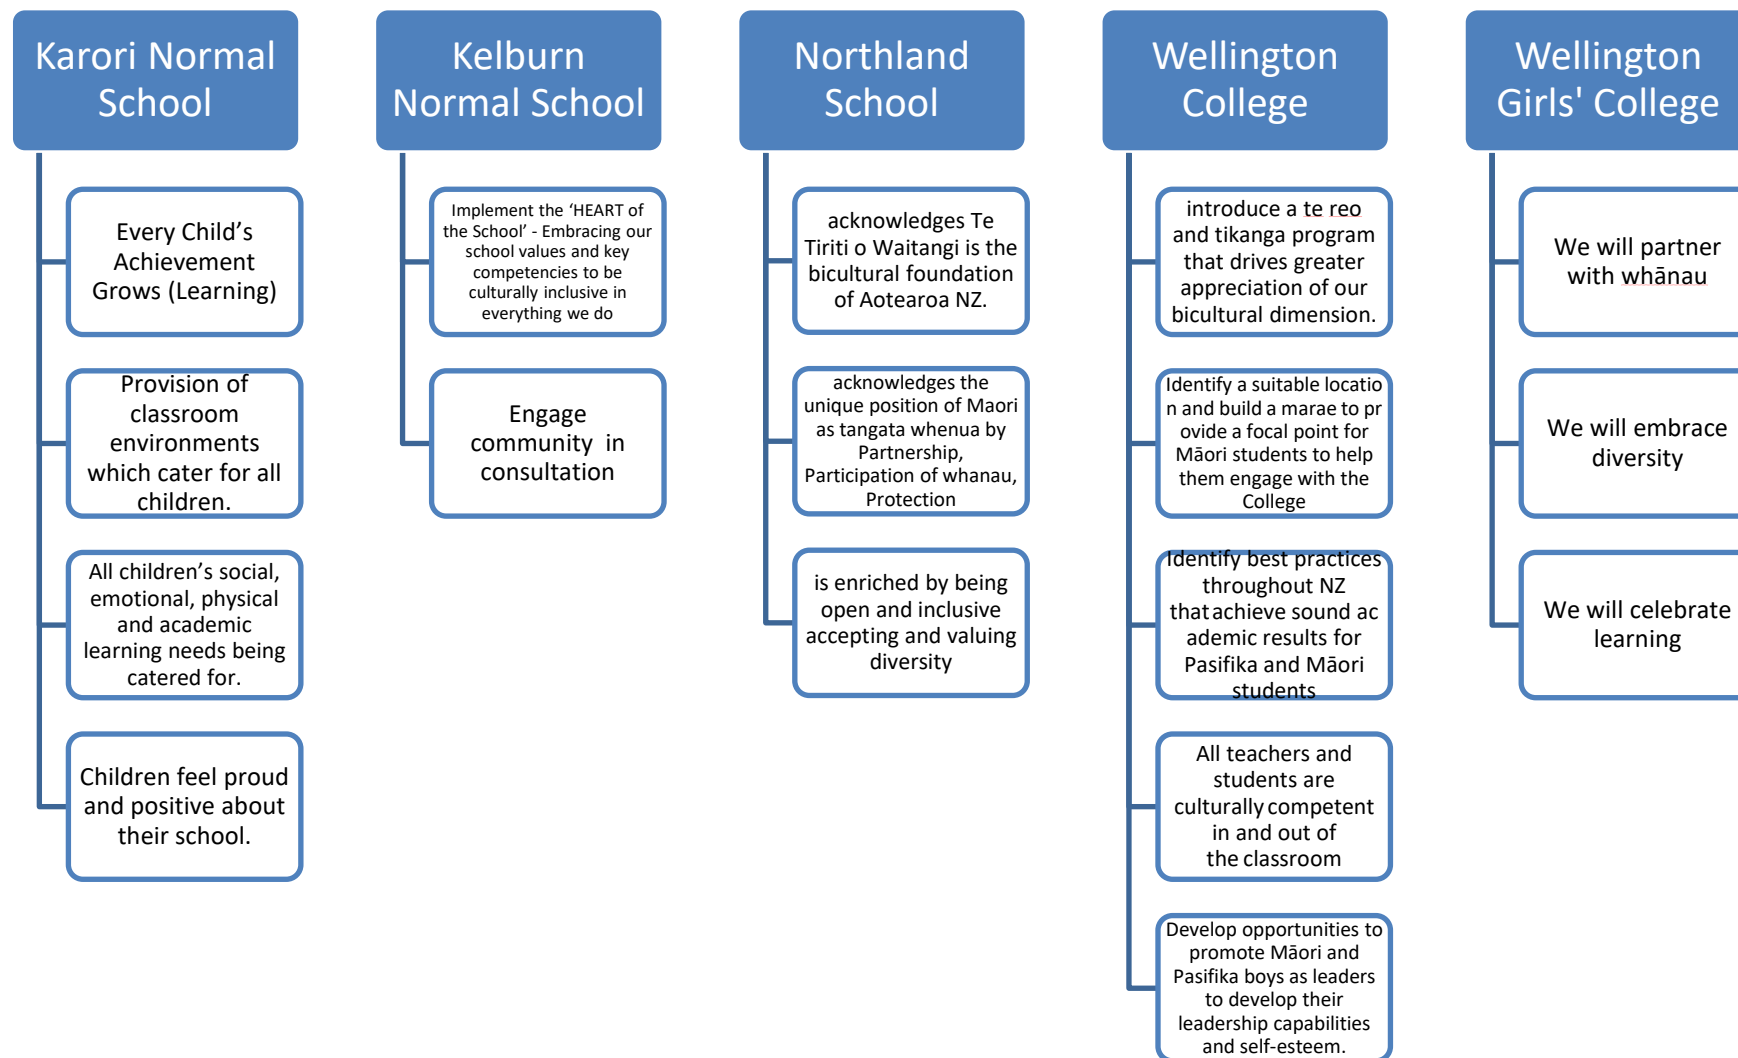 Karori Normal
School
Every Child’s
Achievement
Grows (Learning)
Provision of
classroom
environments
which cater for all
children.
All children’s social,
emotional, physical
and academic
learning needs being
catered for.
Children feel proud
and positive about
their school.
Kelburn
Normal School
Implement the ‘HEART of
the School’ - Embracing our
school values and key
competencies to be
culturally inclusive in
everything we do
Engage
community in
consultation
Northland
School
acknowledges Te
Tiriti o Waitangi is the
bicultural foundation
of Aotearoa NZ.
acknowledges the
unique position of Maori
as tangata whenua by
Partnership,
Participation of whanau,
Protection
is enriched by being
open and inclusive
accepting and valuing
diversity
Wellington
College
introduce a te reo
and tikanga program
that drives greater
appreciation of our
bicultural dimension.
Identify a suitable locatio
n and build a marae to pr
ovide a focal point for
Māori students to help
them engage with the
College
Identify best practices
throughout NZ
that achieve sound ac
ademic results for
Pasifika and Māori
students
All teachers and
students are
culturally competent
in and out of
the classroom
Develop opportunities to
promote Māori and
Pasifika boys as leaders
to develop their
leadership capabilities
and self-esteem.
Wellington
Girls' College
We will partner
with whānau
We will embrace
diversity
We will celebrate
learning